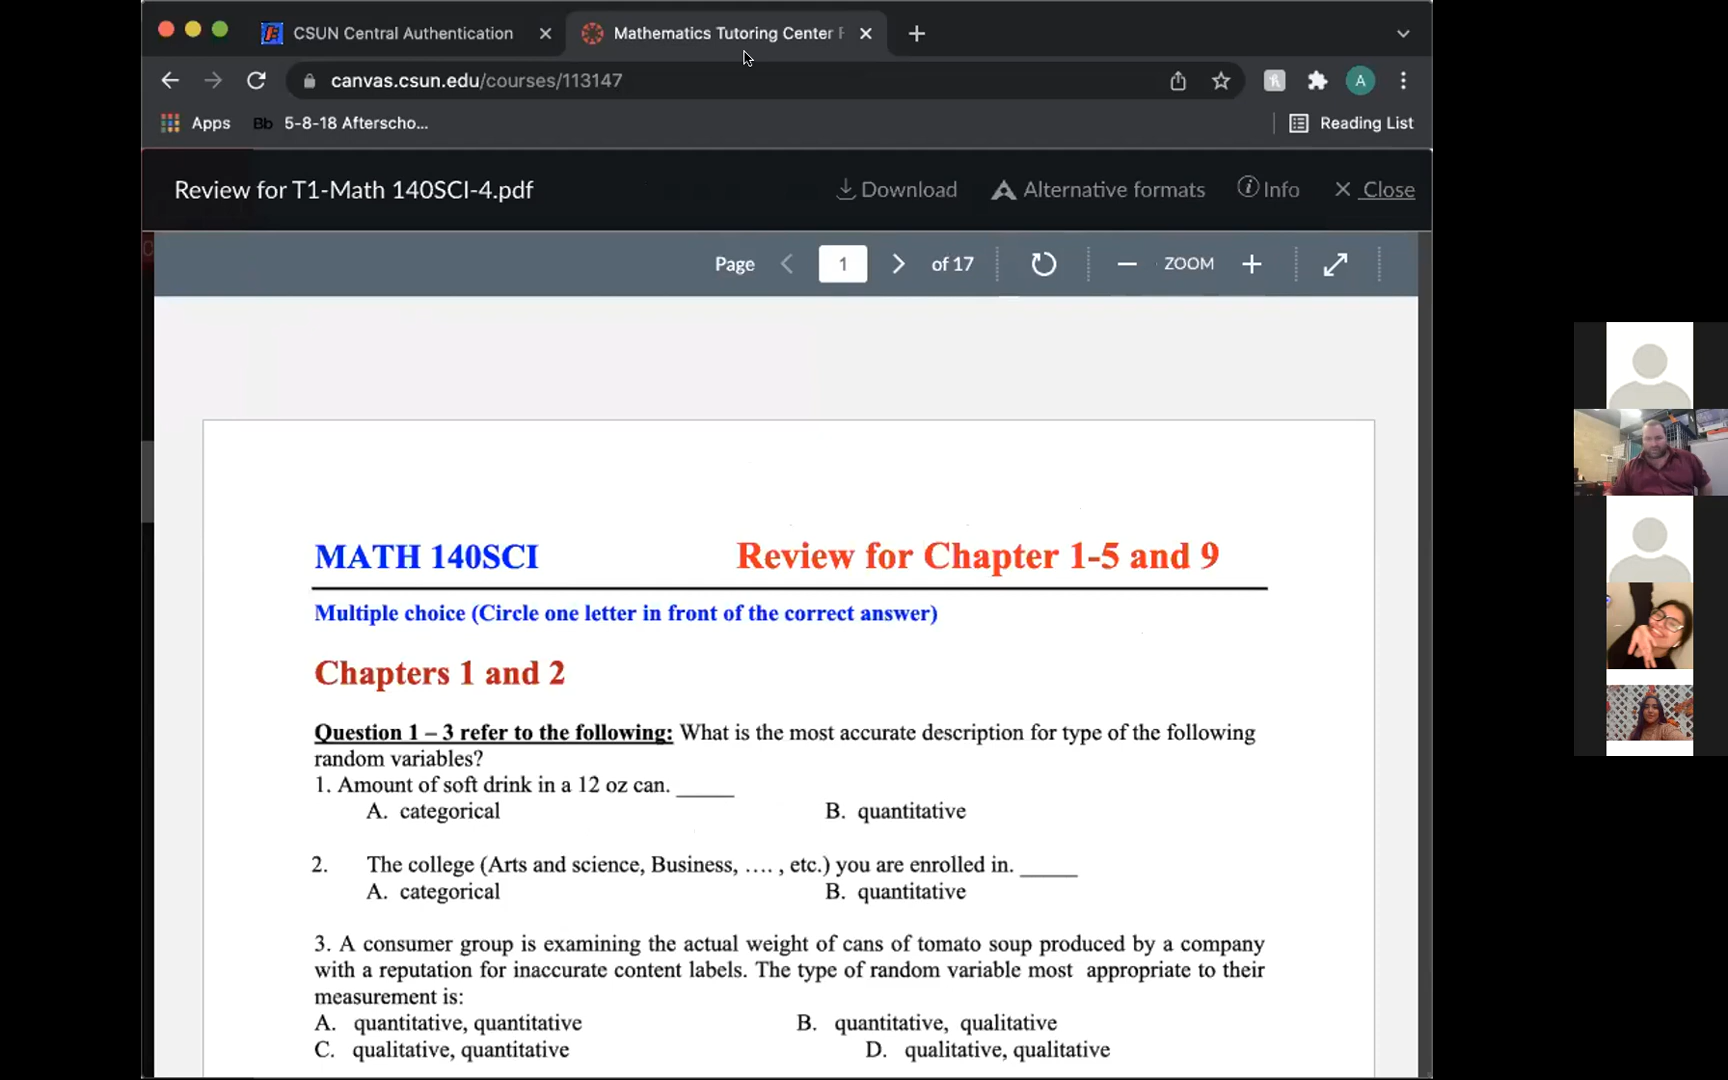 CSUN Central Authentication
Mathematics Tutoring Center
canvas.csun.edu/courses/113147
A
Apps
Bb 5-8-18 Afterscho...
Reading List
Review for T1-Math 140SCI-4.pdf
Download
Alternative formats
Info
Close
Page 1 of 17
ZOOM
MATH 140SCI Review for Chapter 1-5 and 9
Multiple choice (Circle one letter in front of the correct answer)
Chapters 1 and 2
Question 1 – 3 refer to the following: What is the most accurate description for type of the following
random variables?
1. Amount of soft drink in a 12 oz can. _____
A. categorical B. quantitative
2. The college (Arts and science, Business, …. , etc.) you are enrolled in. _____
A. categorical B. quantitative
3. A consumer group is examining the actual weight of cans of tomato soup produced by a company
with a reputation for inaccurate content labels. The type of random variable most appropriate to their
measurement is:
A. quantitative, quantitative B. quantitative, qualitative
C. qualitative, quantitative D. qualitative, qualitative